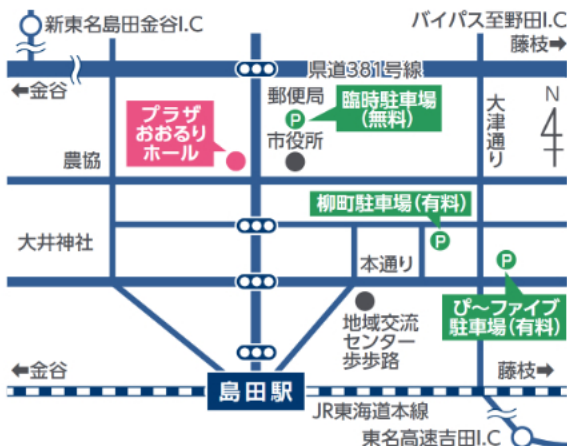 新東名島田金谷I.C
バイパス至野田I.C
藤枝→
県道381号線
←金谷
郵便局
P
臨時駐車場
(無料)
プラザ
おおるり
ホール
市役所
農協
大津通り
N
柳町駐車場(有料)
P
大井神社
本通り
P
ぴ〜ファイブ
駐車場(有料)
地域交流
センター
歩歩路
←金谷
島田駅
藤枝→
JR東海道本線
東名高速吉田I.C